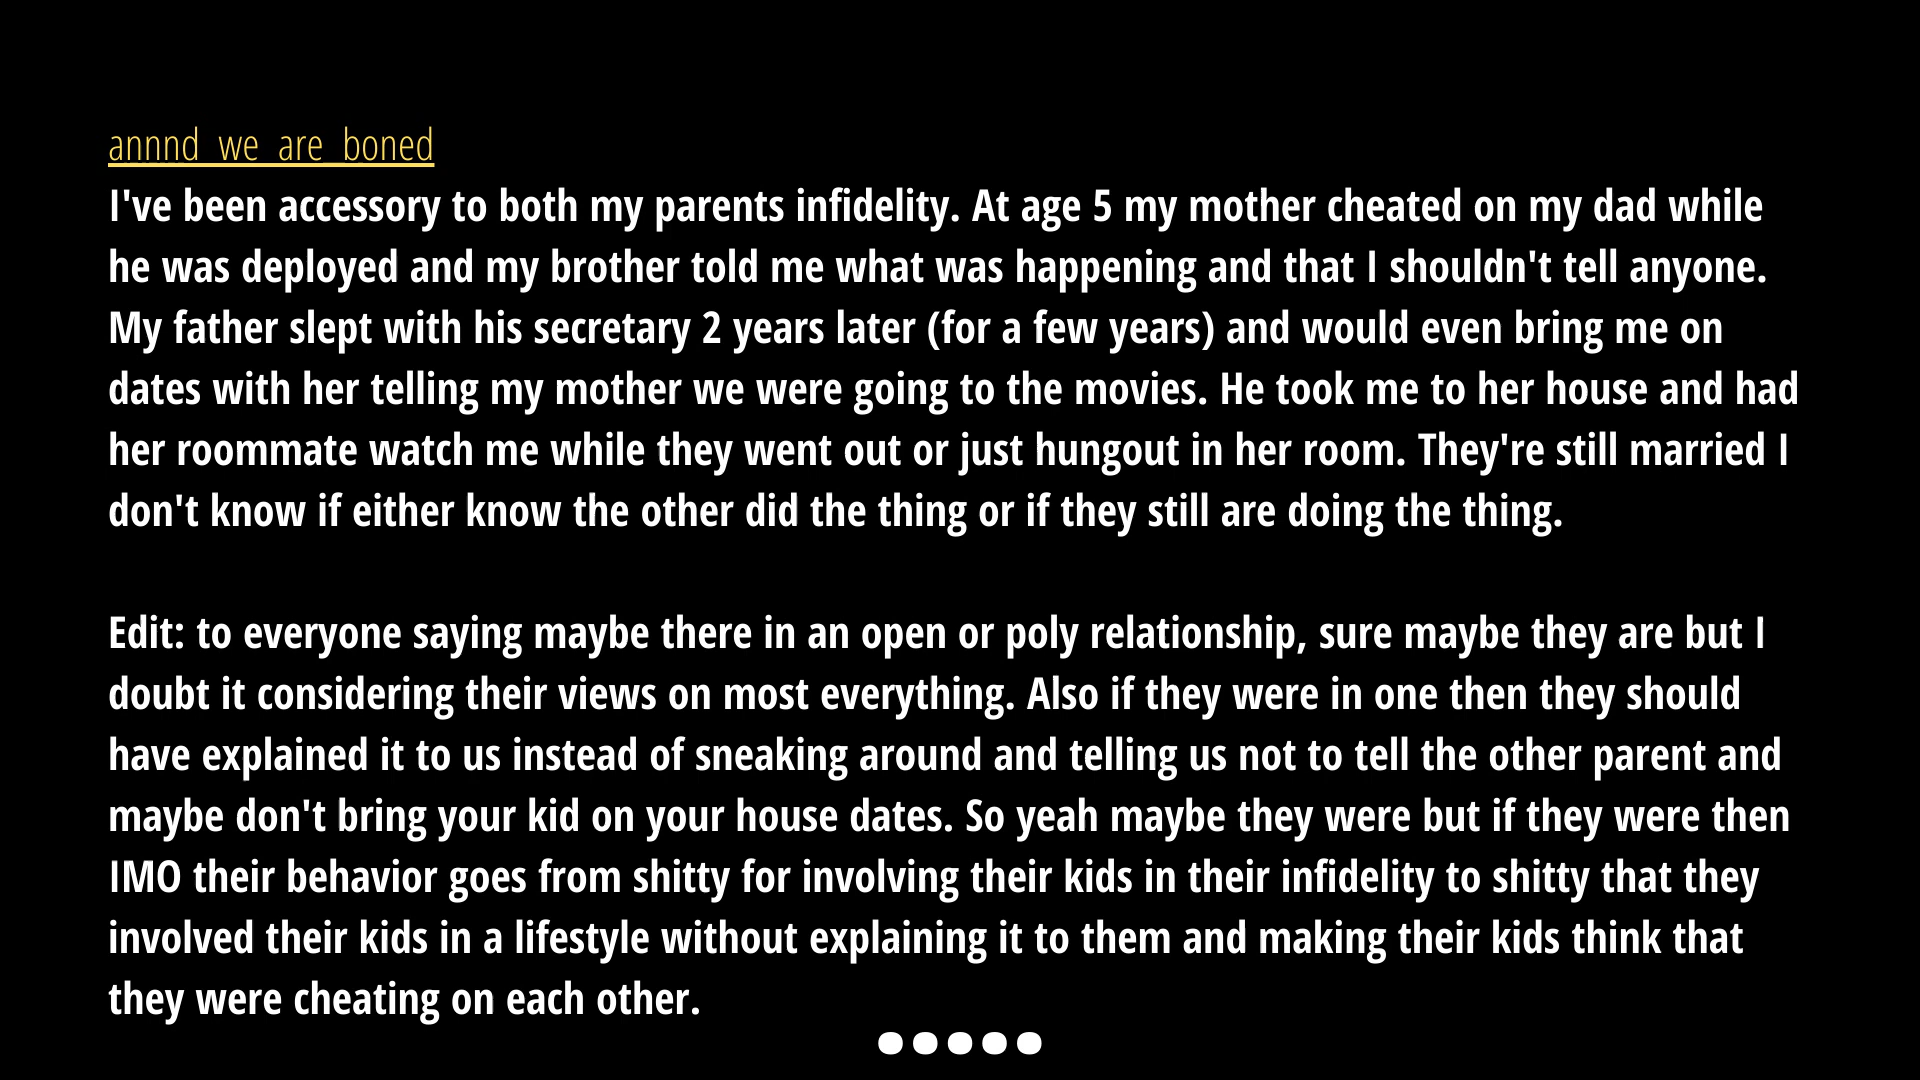 annnd_we_are_boned
I've been accessory to both my parents infidelity. At age 5 my mother cheated on my dad while
he was deployed and my brother told me what was happening and that I shouldn't tell anyone.
My father slept with his secretary 2 years later (for a few years) and would even bring me on
dates with her telling my mother we were going to the movies. He took me to her house and had
her roommate watch me while they went out or just hungout in her room. They're still married I
don't know if either know the other did the thing or if they still are doing the thing.
Edit: to everyone saying maybe there in an open or poly relationship, sure maybe they are but I
doubt it considering their views on most everything. Also if they were in one then they should
have explained it to us instead of sneaking around and telling us not to tell the other parent and
maybe don't bring your kid on your house dates. So yeah maybe they were but if they were then
IMO their behavior goes from shitty for involving their kids in their infidelity to shitty that they
involved their kids in a lifestyle without explaining it to them and making their kids think that
they were cheating on each other.